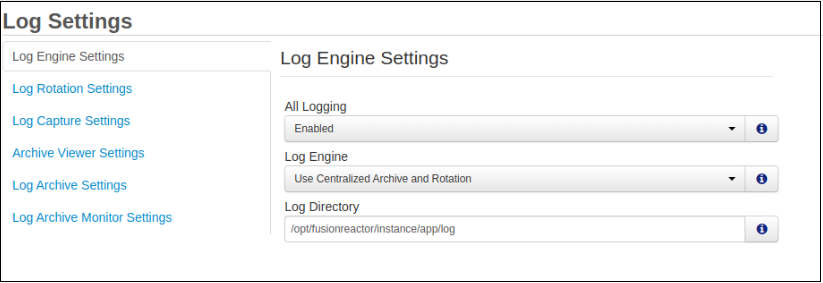 Log Settings
Log Engine Settings
Log Rotation Settings
Log Capture Settings
Archive Viewer Settings
Log Archive Settings
Log Archive Monitor Settings
Log Engine Settings
All Logging
Enabled
Log Engine
Use Centralized Archive and Rotation
Log Directory
/opt/fusionreactor/instance/app/log